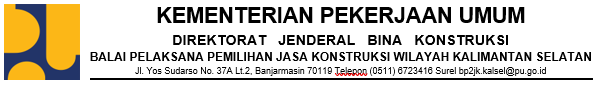 KEMENTERIAN PEKERJAAN UMUM
DIREKTORAT JENDERAL BINA KONSTRUKSI
BALAI PELAKSANA PEMILIHAN JASA KONSTRUKSI WILAYAH KALIMANTAN SELATAN
Jl. Yos Sudarso No. 37A Lt.2, Banjarmasin 70119 Telepon (0511) 6723416 Surel bp2jk.kalsel@pu.go.id